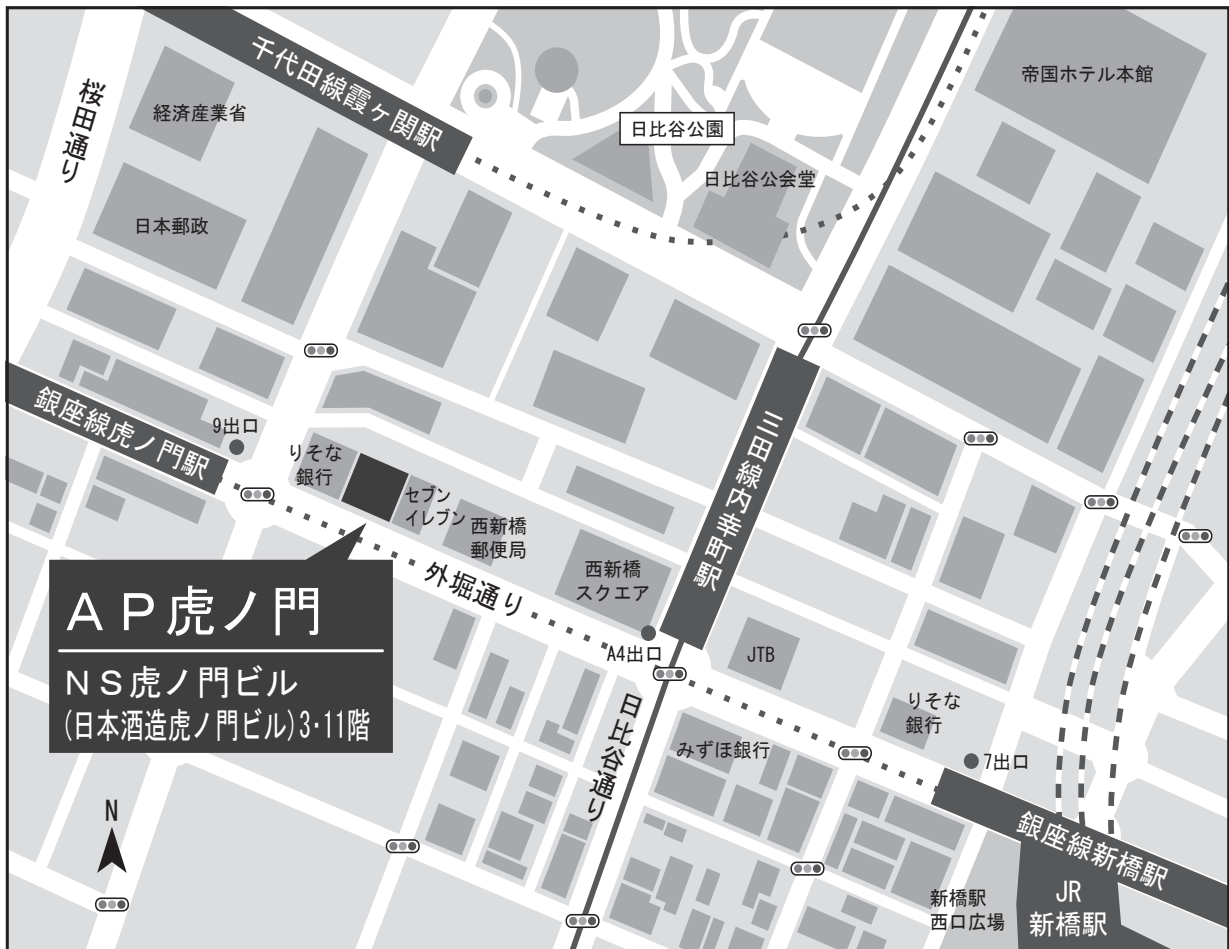 千代田線霞ヶ関駅
帝国ホテル本館
桜田通り
経済産業省
日比谷公園
日比谷公会堂
日本郵政
銀座線虎ノ門駅
9出口
りそな
銀行
セブン
イレブン
西新橋
郵便局
三田線内幸町駅
外堀通り
西新橋
スクエア
AP虎ノ門
NS虎ノ門ビル
(日本酒造虎ノ門ビル)3・11階
A4出口
JTB
日比谷通り
りそな
銀行
みずほ銀行
7出口
N
銀座線新橋駅
新橋駅
西口広場
JR
新橋駅